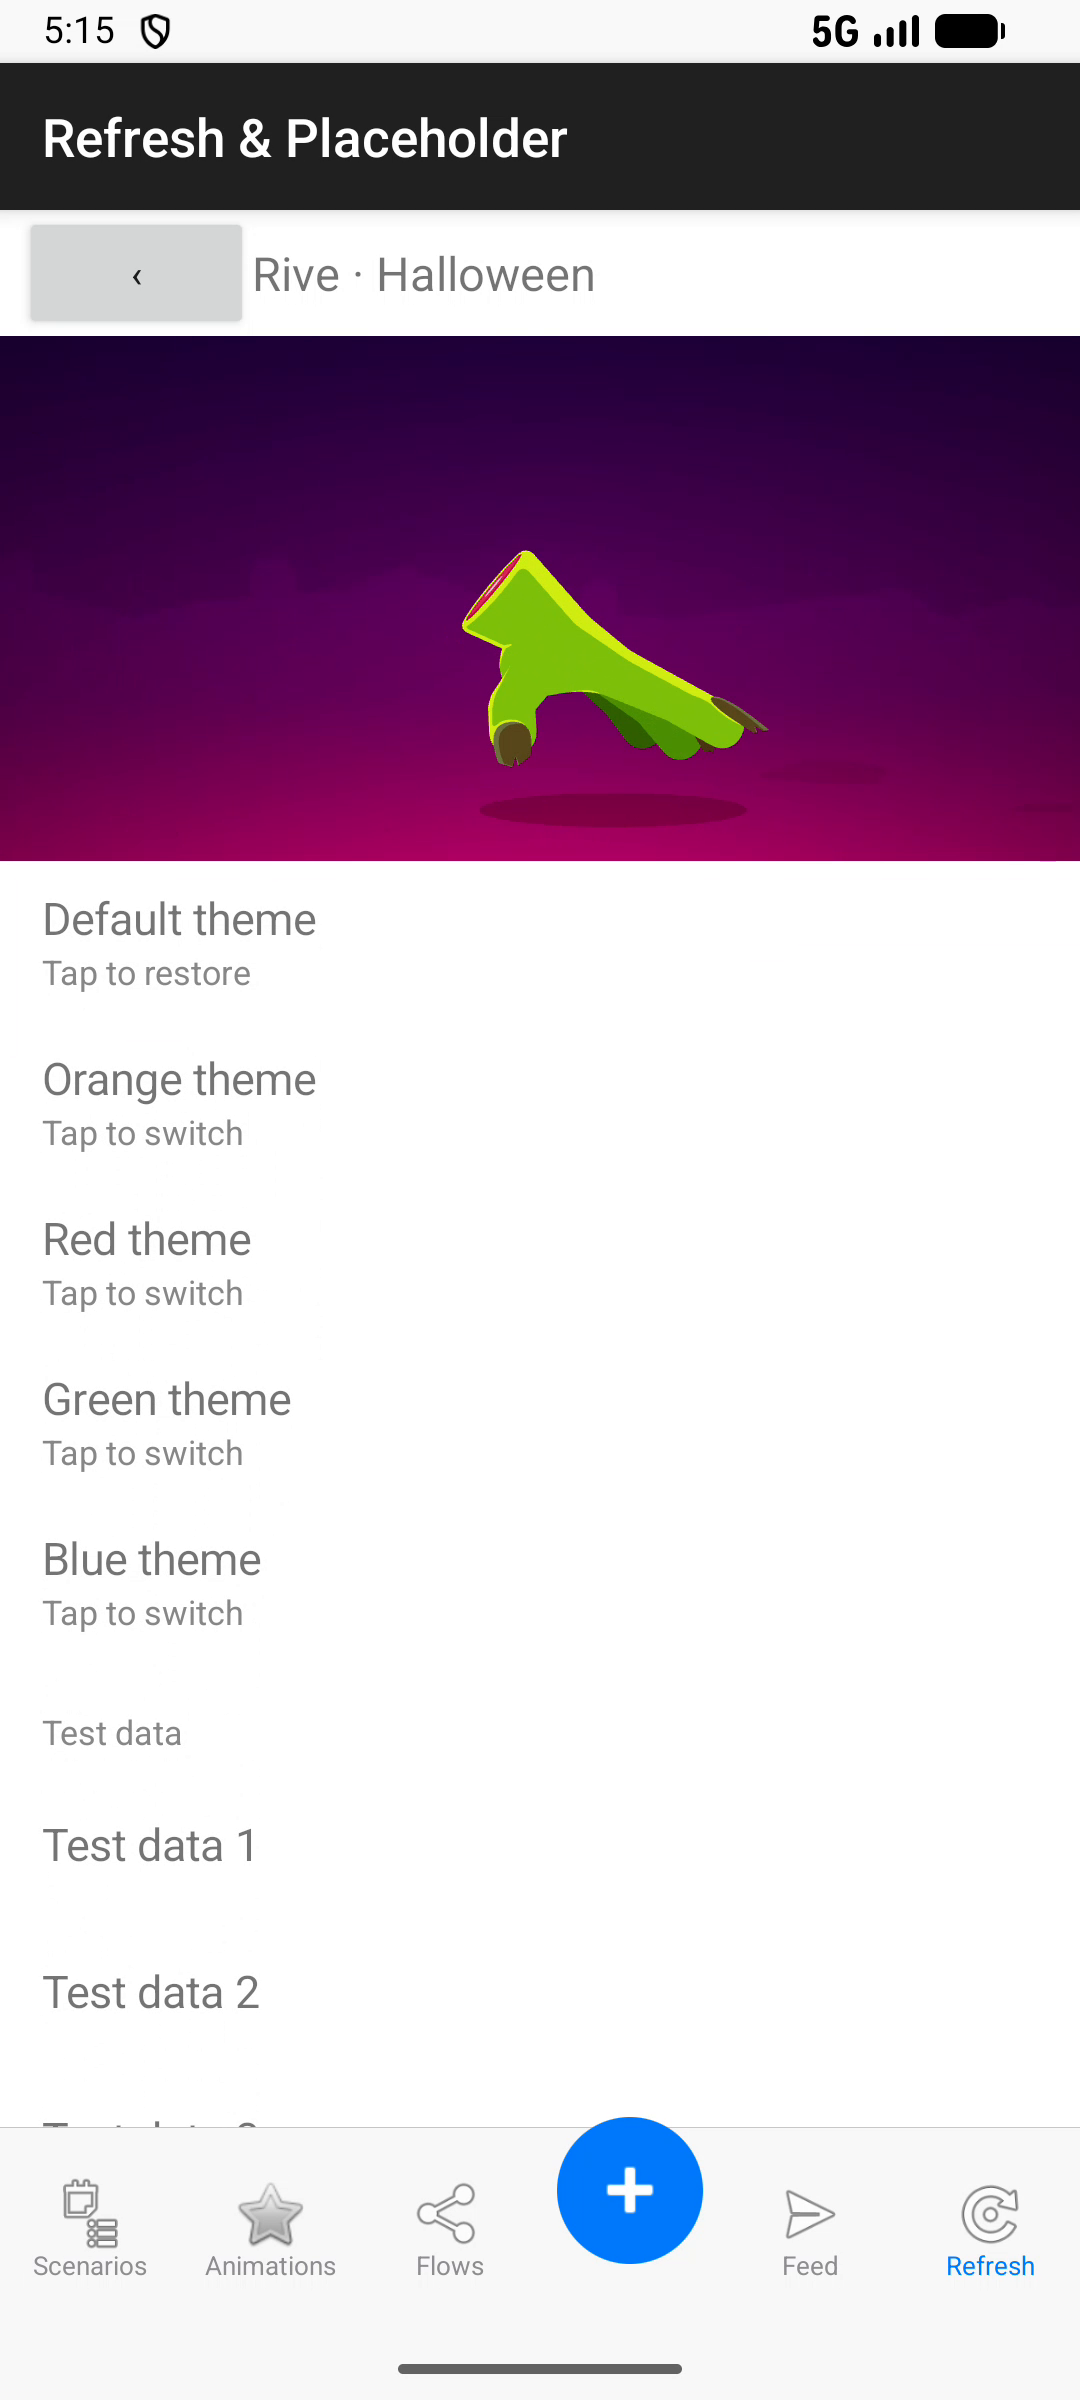 5:15
5G
Refresh & Placeholder
‹
Rive · Halloween
Default theme
Tap to restore
Orange theme
Tap to switch
Red theme
Tap to switch
Green theme
Tap to switch
Blue theme
Tap to switch
Test data
Test data 1
Test data 2
Scenarios
Animations
Flows
Feed
Refresh